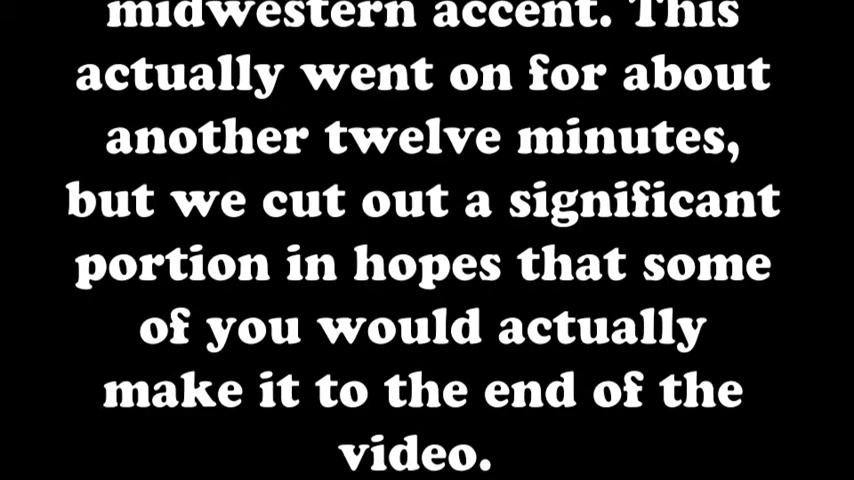 midwestern accent. This
actually went on for about
another twelve minutes,
but we cut out a significant
portion in hopes that some
of you would actually
make it to the end of the
video.